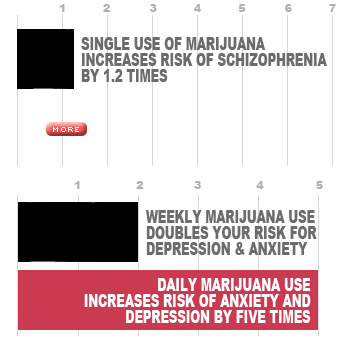 1 2 3 4 5 6 7
SINGLE USE OF MARIJUANA
INCREASES RISK OF SCHIZOPHRENIA
BY 1.2 TIMES
MORE
1 2 3 4 5
WEEKLY MARIJUANA USE
DOUBLES YOUR RISK FOR
DEPRESSION & ANXIETY
DAILY MARIJUANA USE
INCREASES RISK OF ANXIETY AND
DEPRESSION BY FIVE TIMES